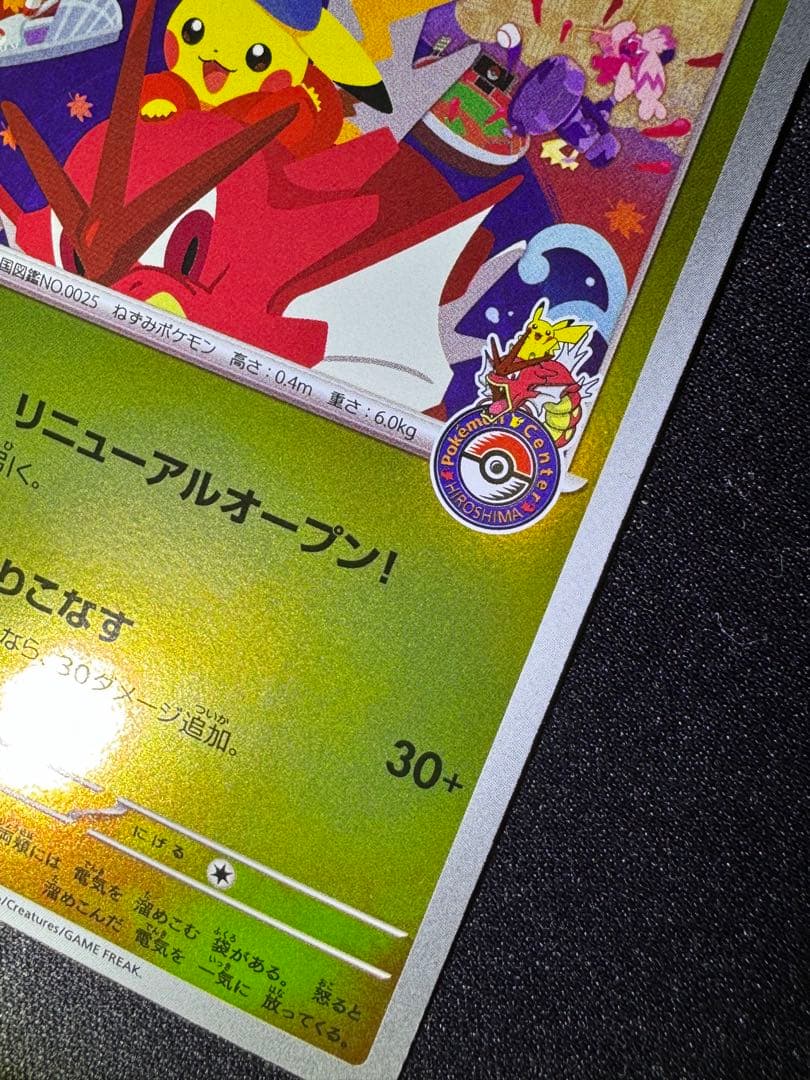 国図鑑NO.0025 ねずみポケモン 高さ:0.4m 重さ:6.0kg
Pokémon Center
HIROSHIMA
リニューアルオープン!
引く。
りこなす
なら、30ダメージ追加。
30+
にげる
両頬には 電気を 溜めこむ 袋がある。 怒ると
溜めこんだ 電気を 一気に 放ってくる。
/Creatures/GAME FREAK.